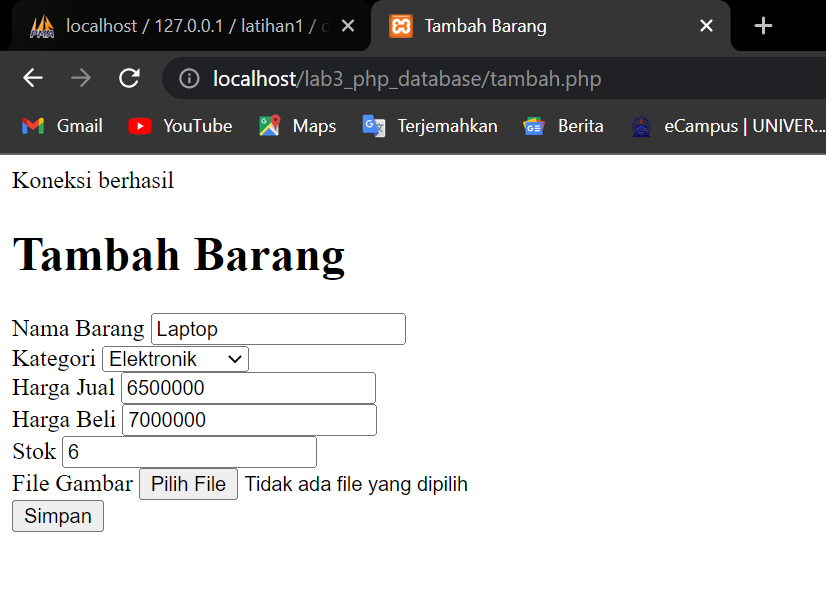 localhost / 127.0.0.1 / latihan1 / d
Tambah Barang
localhost/lab3_php_database/tambah.php
Gmail YouTube Maps Terjemahkan Berita eCampus | UNIVER...
Koneksi berhasil
Tambah Barang
Nama Barang Laptop
Kategori Elektronik
Harga Jual 6500000
Harga Beli 7000000
Stok 6
File Gambar Pilih File Tidak ada file yang dipilih
Simpan